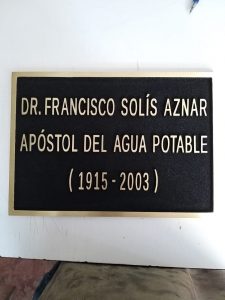 DR. FRANCISCO SOLÍS AZNAR
APÓSTOL DEL AGUA POTABLE
( 1915 - 2003 )